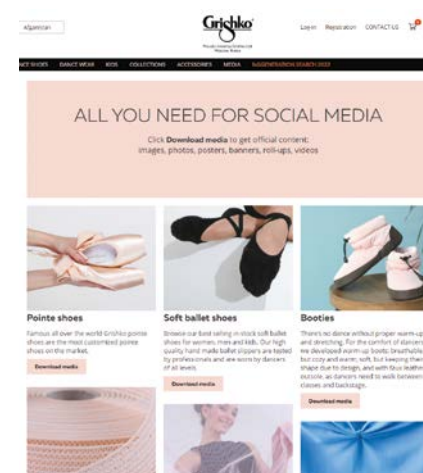 Grishko
Log in Registration CONTACT US 0
DANCE WEAR KIDS COLLECTIONS ACCESSORIES MEDIA
ALL YOU NEED FOR SOCIAL MEDIA
Click Download media to get official content:
images, photos, posters, banners, roll-ups, videos
Pointe shoes
Famous all over the world Grishko pointe
shoes are the most customized pointe
shoes on the market.
Download media
Soft ballet shoes
Browse our best selling in-stock soft ballet
shoes for women, men and kids. Our high
quality, hand made ballet slippers are tested
by professionals and are worn by dancers
of all levels.
Download media
Booties
There's no dance without proper warm-up
and stretching. For the comfort of dancers
we developed warm-up boots: breathable
but cozy and warm; soft, but keeping their
shape due to design, and with faux leather
outsole, as dancers need to walk between
classes and backstage.
Download media